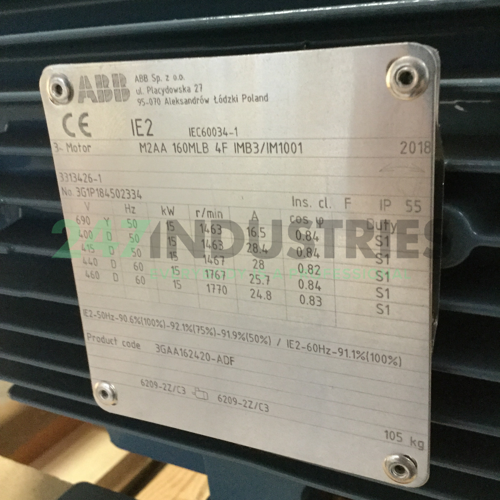 ABB
ABB Sp. z o.o.
ul. Placydowska 27
95-070 Aleksandrów Łódzki Poland
CE IE2 IEC60034-1
3~ Motor M2AA 160MLB 4F IMB3/IM1001 2018
3313426-1
No. 3G1P184502334 Ins. cl. F IP 55
V Hz kW r/min A cos φ Duty
690 Y 50 15 1463 16.5 0.84 S1
400 D 50 15 1463 28.4 0.84 S1
415 D 50 15 1467 28 0.82 S1
440 D 60 15 1767 25.7 0.84 S1
460 D 60 15 1770 24.8 0.83 S1
IE2-50Hz-90.6%(100%)-92.1%(75%)-91.9%(50%) / IE2-60Hz-91.1%(100%)
Product code 3GAA162420-ADF
6209-2Z/C3 6209-2Z/C3
105 kg
247INDUSTRIES